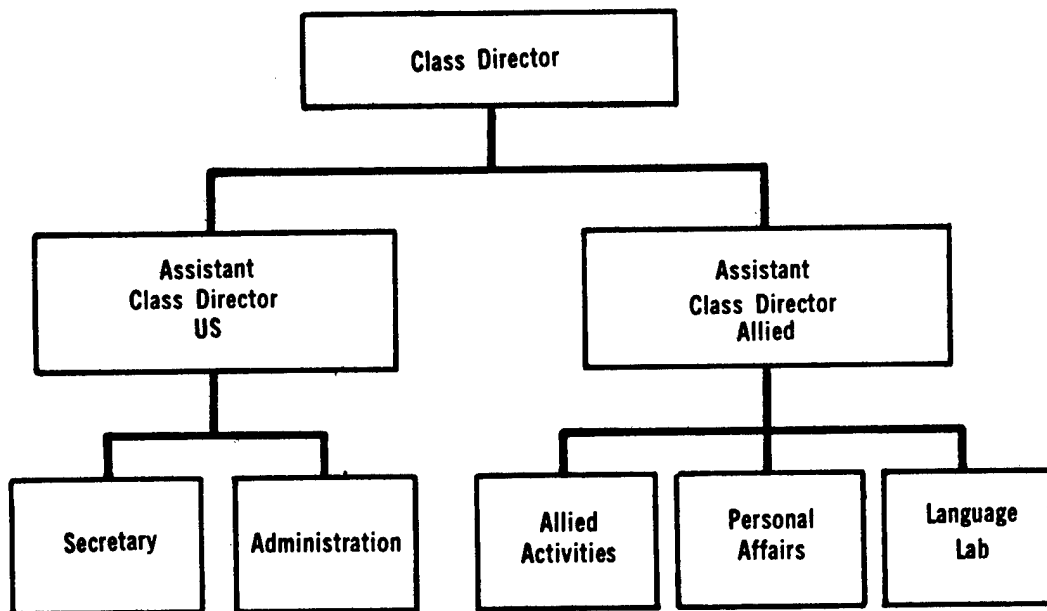 Class Director
Assistant
Class Director
US
Assistant
Class Director
Allied
Secretary
Administration
Allied
Activities
Personal
Affairs
Language
Lab